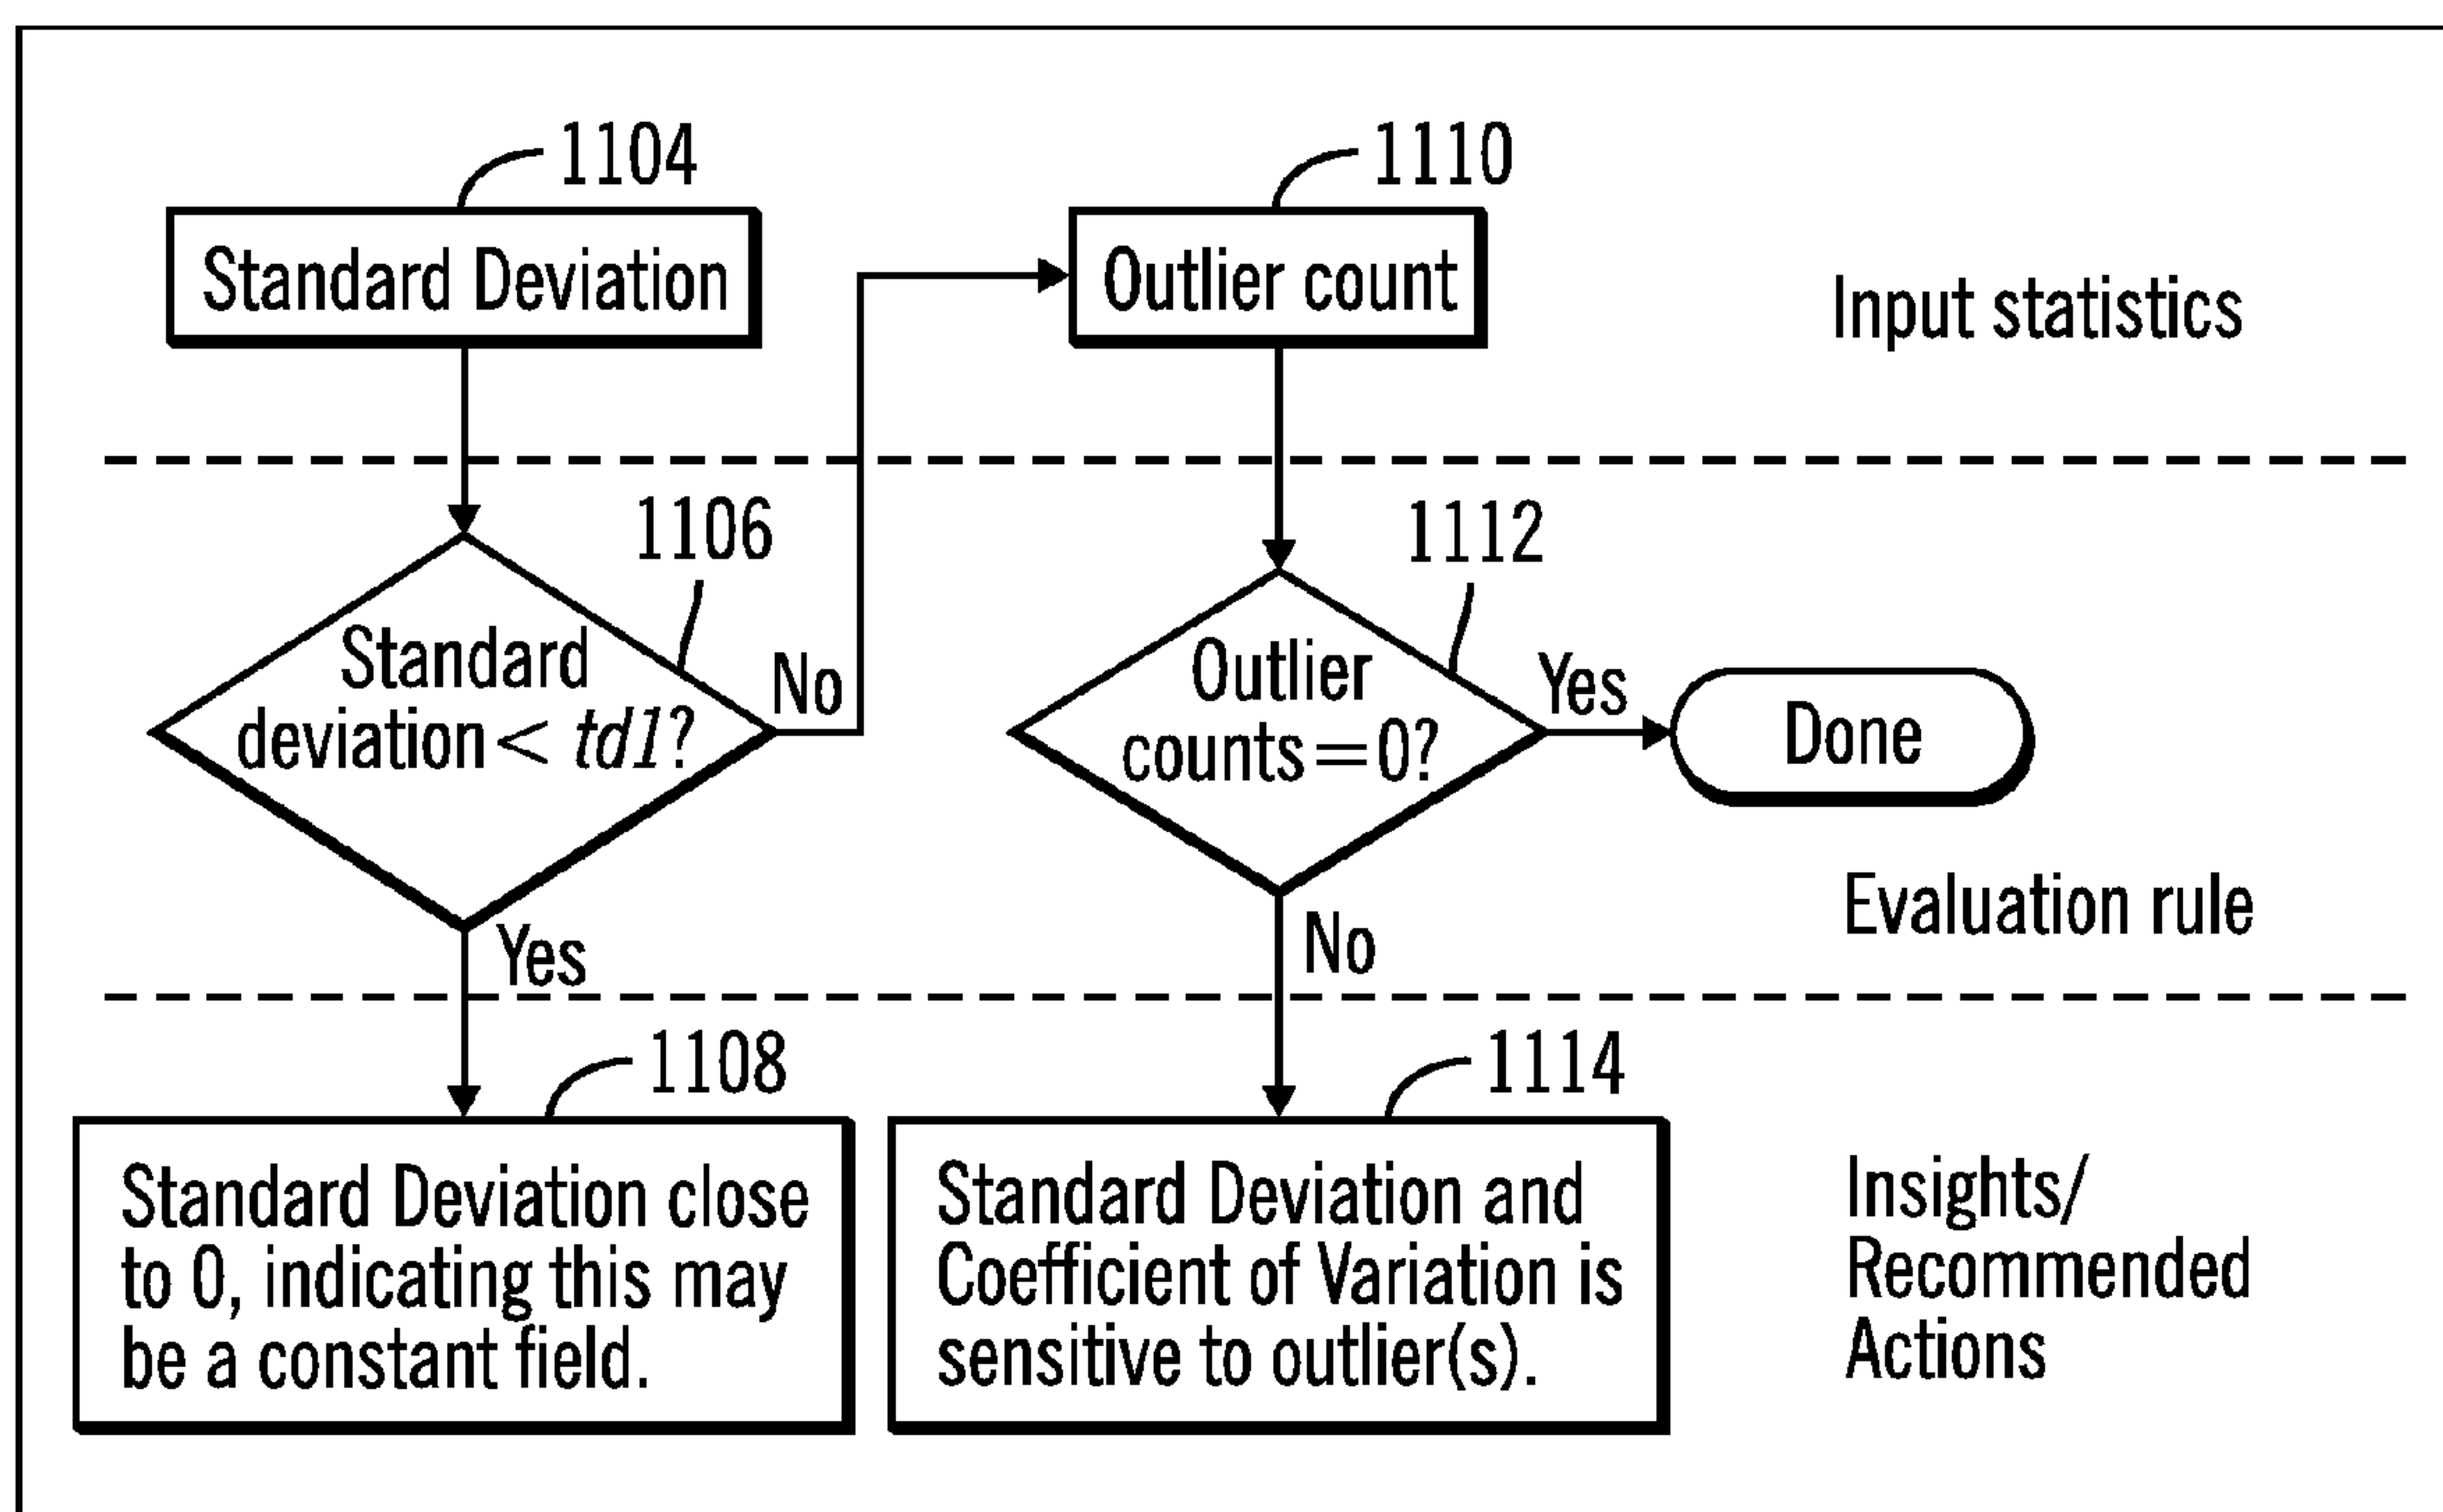 1104
1110
Standard Deviation
Outlier count
Input statistics
1106
1112
Standard
deviation < td1?
No
Outlier
counts=0?
Yes
Done
Evaluation rule
Yes
No
1108
1114
Standard Deviation close
to 0, indicating this may
be a constant field.
Standard Deviation and
Coefficient of Variation is
sensitive to outlier(s).
Insights/
Recommended
Actions